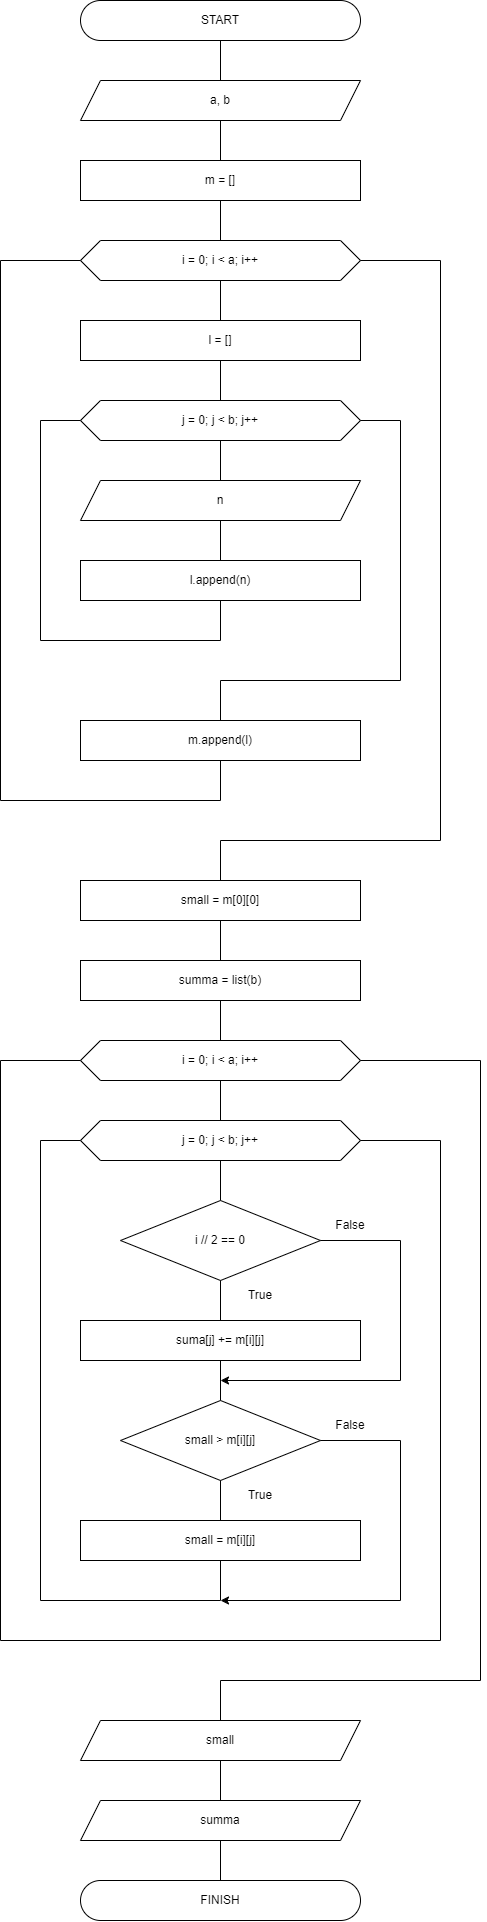 START
a, b
m = []
i = 0; i < a; i++
l = []
j = 0; j < b; j++
n
l.append(n)
m.append(l)
small = m[0][0]
summa = list(b)
i = 0; i < a; i++
j = 0; j < b; j++
i // 2 == 0
False
True
suma[j] += m[i][j]
small > m[i][j]
False
True
small = m[i][j]
small
summa
FINISH